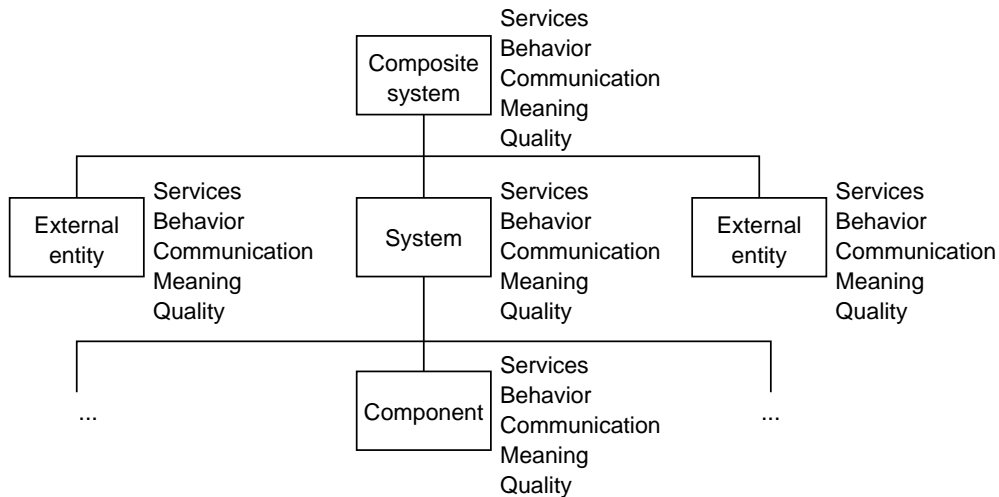 Composite
system
Services
Behavior
Communication
Meaning
Quality
External
entity
Services
Behavior
Communication
Meaning
Quality
System
Services
Behavior
Communication
Meaning
Quality
External
entity
Services
Behavior
Communication
Meaning
Quality
...
Component
Services
Behavior
Communication
Meaning
Quality
...